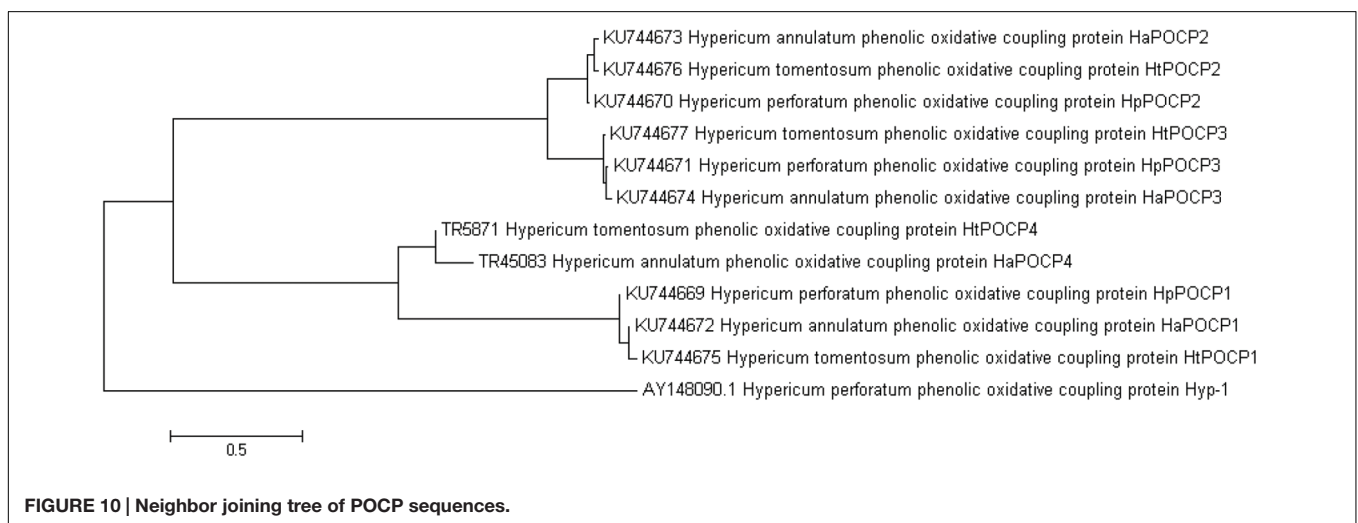 KU744673 Hypericum annulatum phenolic oxidative coupling protein HaPOCP2
KU744676 Hypericum tomentosum phenolic oxidative coupling protein HtPOCP2
KU744670 Hypericum perforatum phenolic oxidative coupling protein HpPOCP2
KU744677 Hypericum tomentosum phenolic oxidative coupling protein HtPOCP3
KU744671 Hypericum perforatum phenolic oxidative coupling protein HpPOCP3
KU744674 Hypericum annulatum phenolic oxidative coupling protein HaPOCP3
TR5871 Hypericum tomentosum phenolic oxidative coupling protein HtPOCP4
TR45083 Hypericum annulatum phenolic oxidative coupling protein HaPOCP4
KU744669 Hypericum perforatum phenolic oxidative coupling protein HpPOCP1
KU744672 Hypericum annulatum phenolic oxidative coupling protein HaPOCP1
KU744675 Hypericum tomentosum phenolic oxidative coupling protein HtPOCP1
AY148090.1 Hypericum perforatum phenolic oxidative coupling protein Hyp-1
0.5
FIGURE 10 | Neighbor joining tree of POCP sequences.